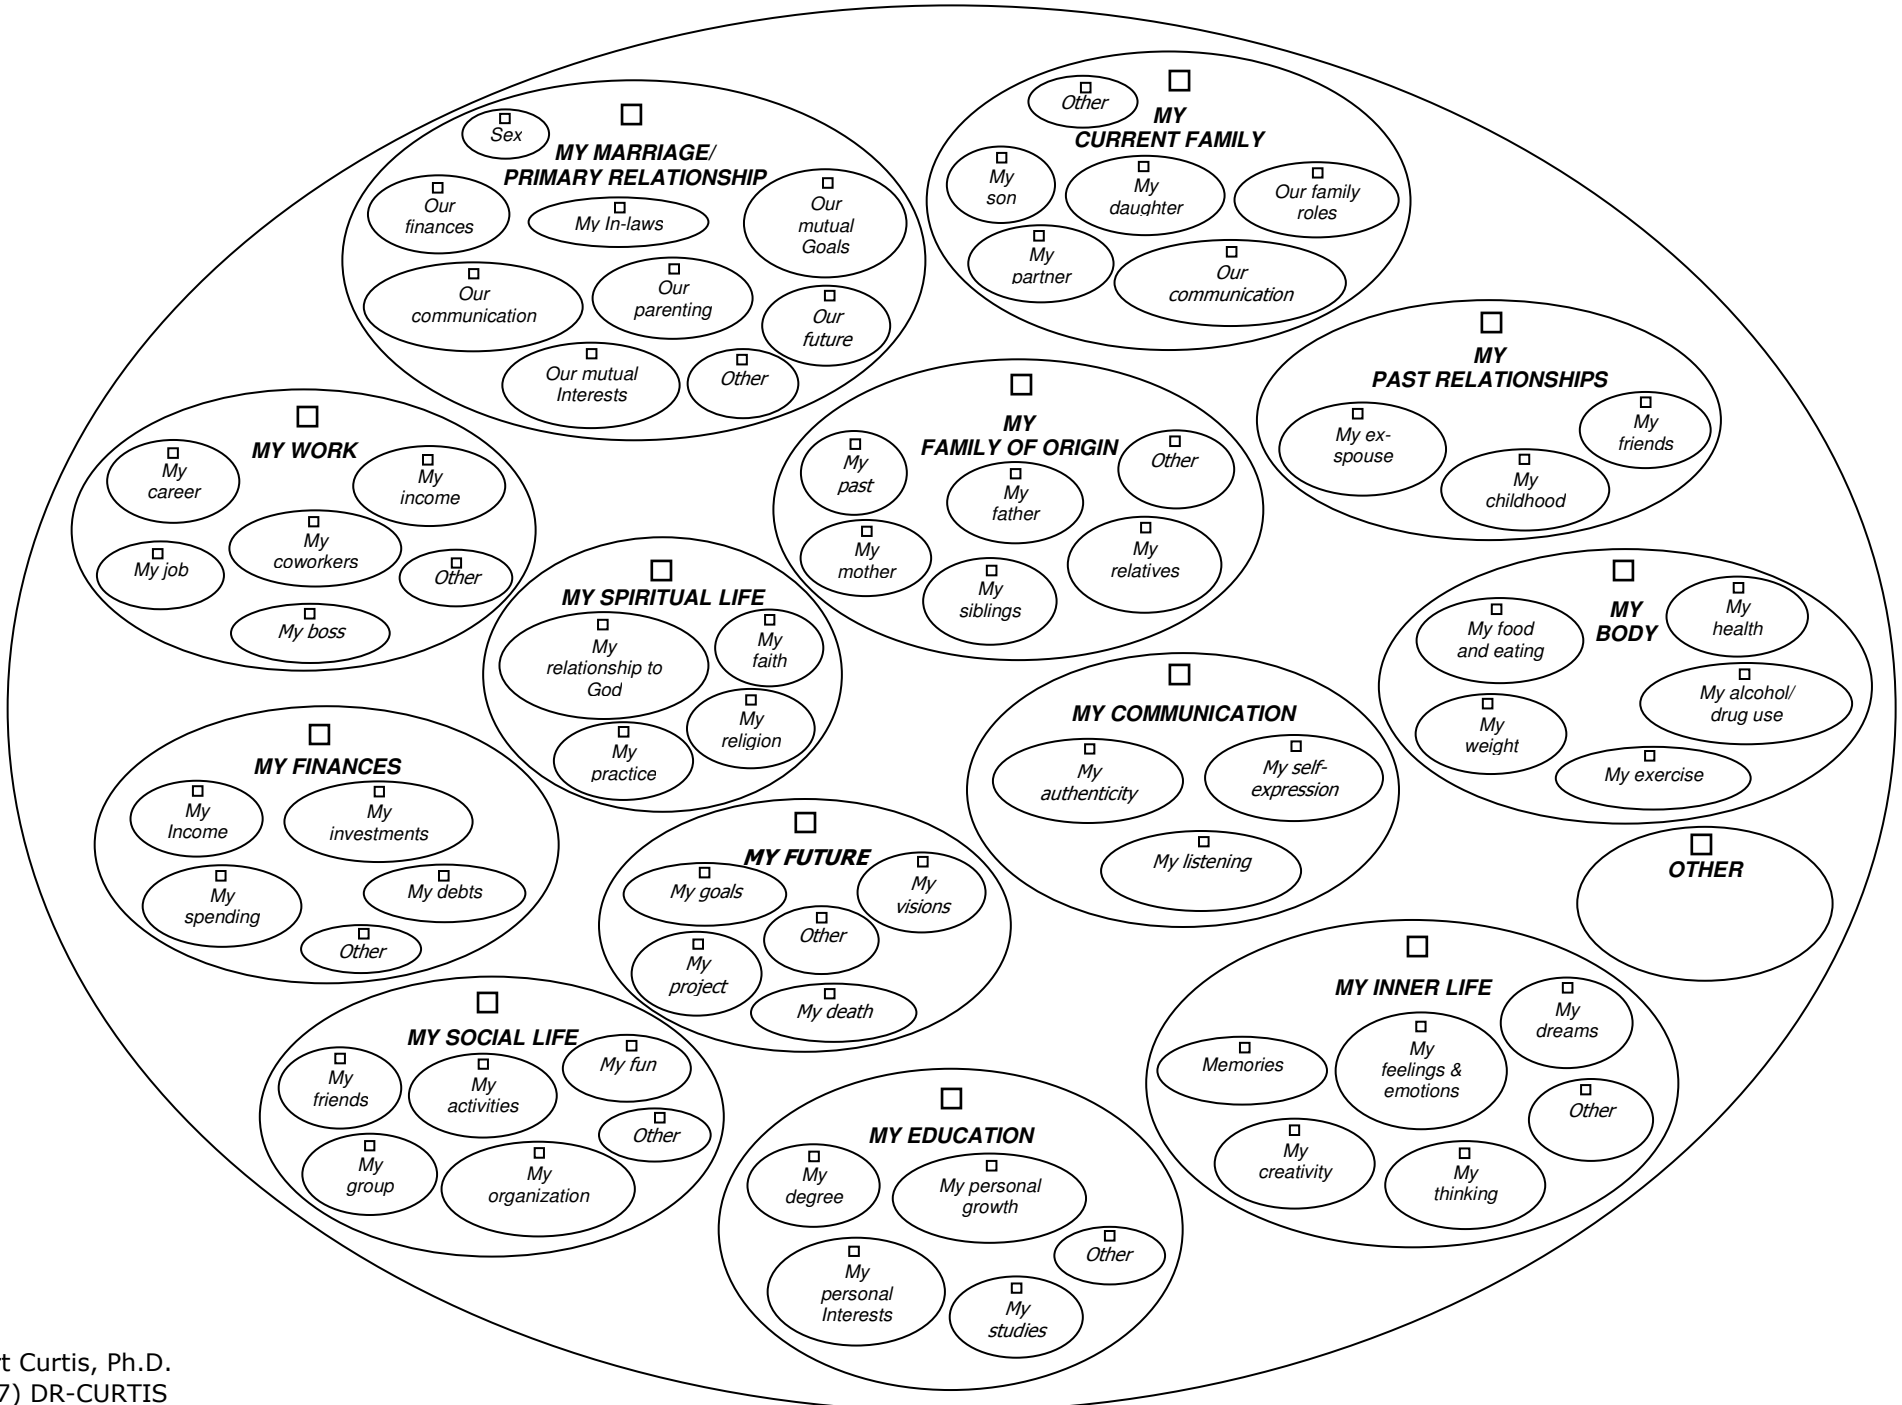 Sex
MY MARRIAGE/
PRIMARY RELATIONSHIP
Our
finances
My In-laws
Our
mutual
Goals
Our
communication
Our
parenting
Our
future
Our mutual
Interests
Other
Other
MY
CURRENT FAMILY
My
son
My
daughter
Our family
roles
My
partner
Our
communication
MY
PAST RELATIONSHIPS
My ex-
spouse
My
childhood
My
friends
MY WORK
My
career
My
income
My
coworkers
My job
Other
My boss
MY
FAMILY OF ORIGIN
My
past
My
father
Other
My
mother
My
siblings
My
relatives
MY SPIRITUAL LIFE
My
relationship to
God
My
faith
My
religion
My
practice
MY
BODY
My food
and eating
My
health
My alcohol/
drug use
My
weight
My exercise
MY COMMUNICATION
My
authenticity
My self-
expression
My listening
MY FINANCES
My
Income
My
investments
My
spending
My debts
Other
MY FUTURE
My goals
My
visions
Other
My
project
My death
OTHER
MY INNER LIFE
Memories
My
feelings &
emotions
My
dreams
Other
My
creativity
My
thinking
MY SOCIAL LIFE
My
friends
My
activities
My fun
Other
My
group
My
organization
MY EDUCATION
My
degree
My personal
growth
Other
My
personal
Interests
My
studies
rt Curtis, Ph.D.
7) DR-CURTIS